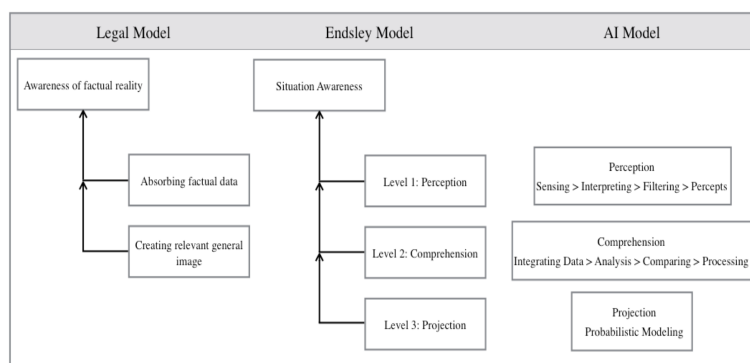 Legal Model
Endsley Model
AI Model
Awareness of factual reality
Situation Awareness
Absorbing factual data
Level 1: Perception
Perception
Sensing > Interpreting > Filtering > Percepts
Creating relevant general
image
Level 2: Comprehension
Comprehension
Integrating Data > Analysis > Comparing > Processing
Level 3: Projection
Projection
Probabilistic Modeling